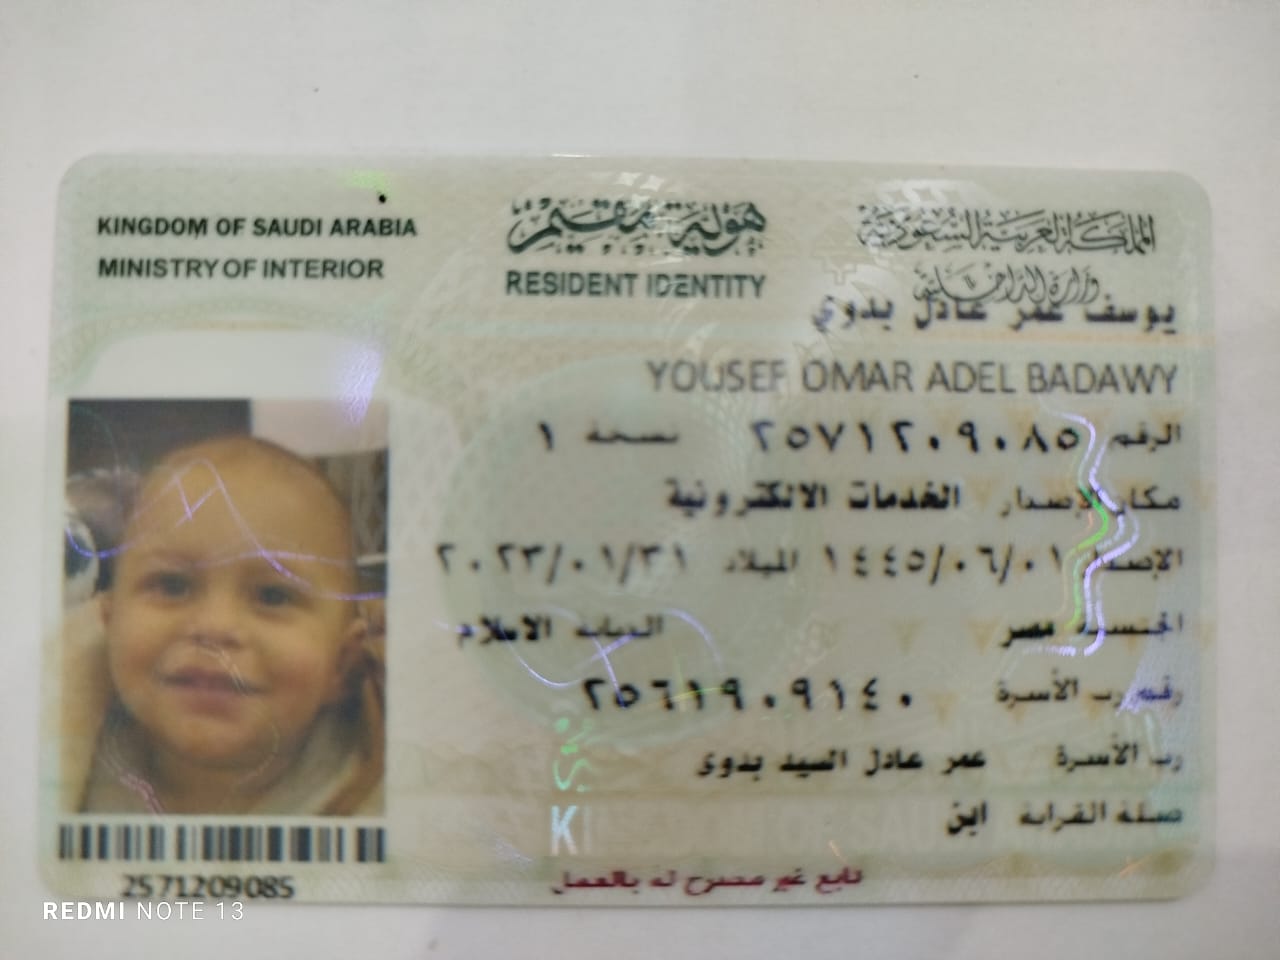 KINGDOM OF SAUDI ARABIA
MINISTRY OF INTERIOR
هوية مقيم
RESIDENT IDENTITY
المملكة العربية السعودية
وزارة الداخلية
يوسف عمر عادل بدوي
YOUSEF OMAR ADEL BADAWY
الرقم ٢٥٧١٢٠٩٠٨٥ نسخة ١
مكان الإصدار الخدمات الالكترونية
الإصدار ١٤٤٥/٠٦/٠١ الميلاد ٢٠٢٣/٠١/٣١
الجنسية مصر الديانة الاسلام
رقم رب الأسرة ٢٥٦١٩٠٩١٤٠
رب الأسرة عمر عادل السيد بدوى
صلة القرابة ابن
تابع غير مصرح له بالعمل
2571209085
REDMI NOTE 13